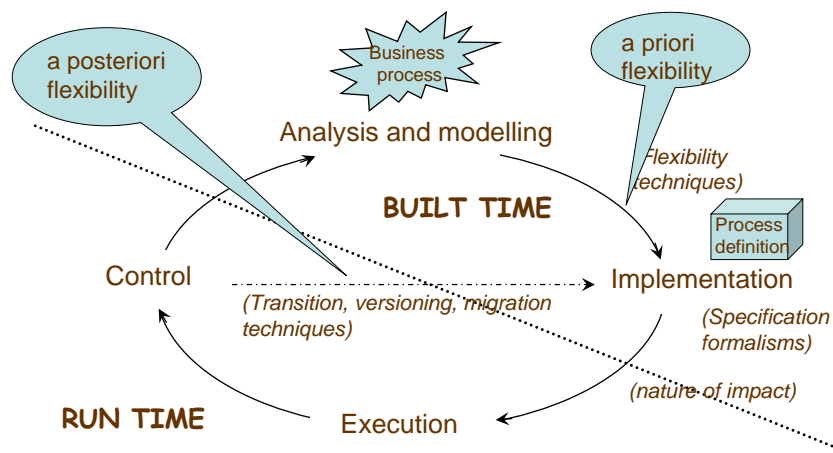 a posteriori
flexibility
Business
process
a priori
flexibility
Analysis and modelling
(Flexibility
techniques)
BUILT TIME
Process
definition
Control
Implementation
(Transition, versioning, migration
techniques)
(Specification
formalisms)
(nature of impact)
RUN TIME
Execution